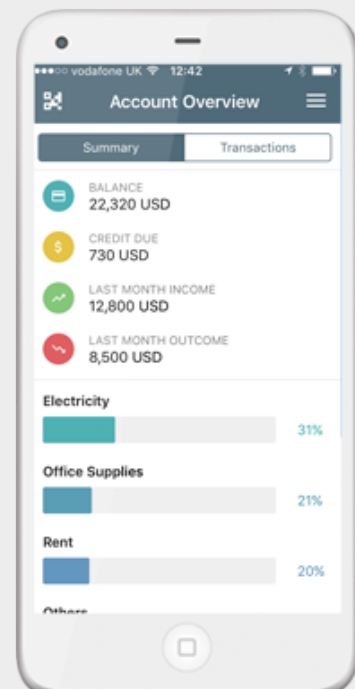 vodafone UK 12:42
Account Overview
Summary Transactions
BALANCE
22,320 USD
$
CREDIT DUE
730 USD
LAST MONTH INCOME
12,800 USD
LAST MONTH OUTCOME
8,500 USD
Electricity
31%
Office Supplies
21%
Rent
20%
Others